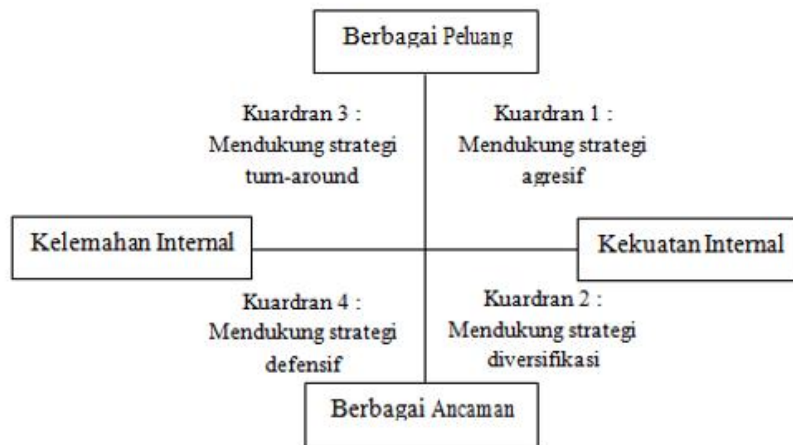 Berbagai Peluang
Kuardran 3 :
Mendukung strategi
turn-around
Kuardran 1 :
Mendukung strategi
agresif
Kelemahan Internal
Kekuatan Internal
Kuardran 4 :
Mendukung strategi
defensif
Kuardran 2 :
Mendukung strategi
diversifikasi
Berbagai Ancaman